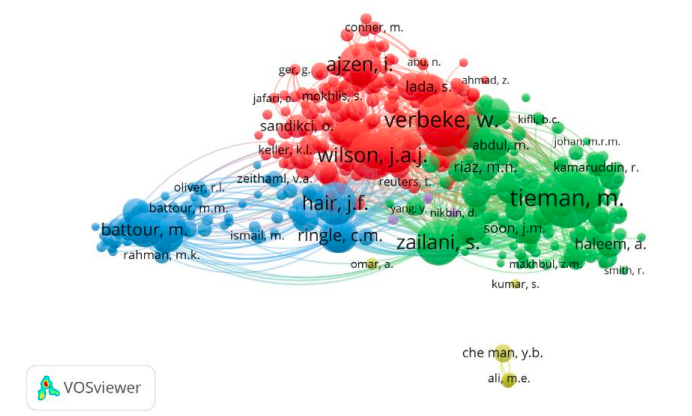 conner, m.
ajzen, i.
abu, n.
ger, g.
lada, s.
ahmad, z.
jafari, a.
mokhlis, s.
verbeke, w.
kifli, b.c.
sandikci, o.
johan, m.r.m.
keller, k.l.
wilson, j.a.j.
abdul, m.
riaz, m.n.
kamaruddin, r.
zeithaml, v.a.
reuters, t.
oliver, r.l.
tieman, m.
battour, m.m.
hair, j.f.
yang, y.
nikbin, d.
battour, m.
ismail, m.
ringle, c.m.
zailani, s.
soon, j.m.
haleem, a.
rahman, m.k.
omar, a.
makhbul, z.m.
smith, r.
kumar, s.
che man, y.b.
ali, m.e.
VOSviewer